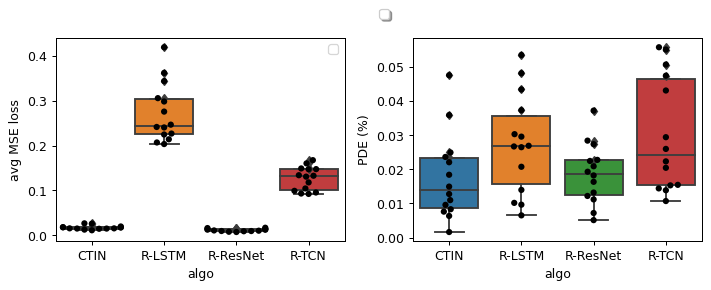 avg MSE loss
0.4
0.3
0.2
0.1
0.0
CTIN R-LSTM R-ResNet R-TCN
algo
PDE (%)
0.05
0.04
0.03
0.02
0.01
0.00
CTIN R-LSTM R-ResNet R-TCN
algo